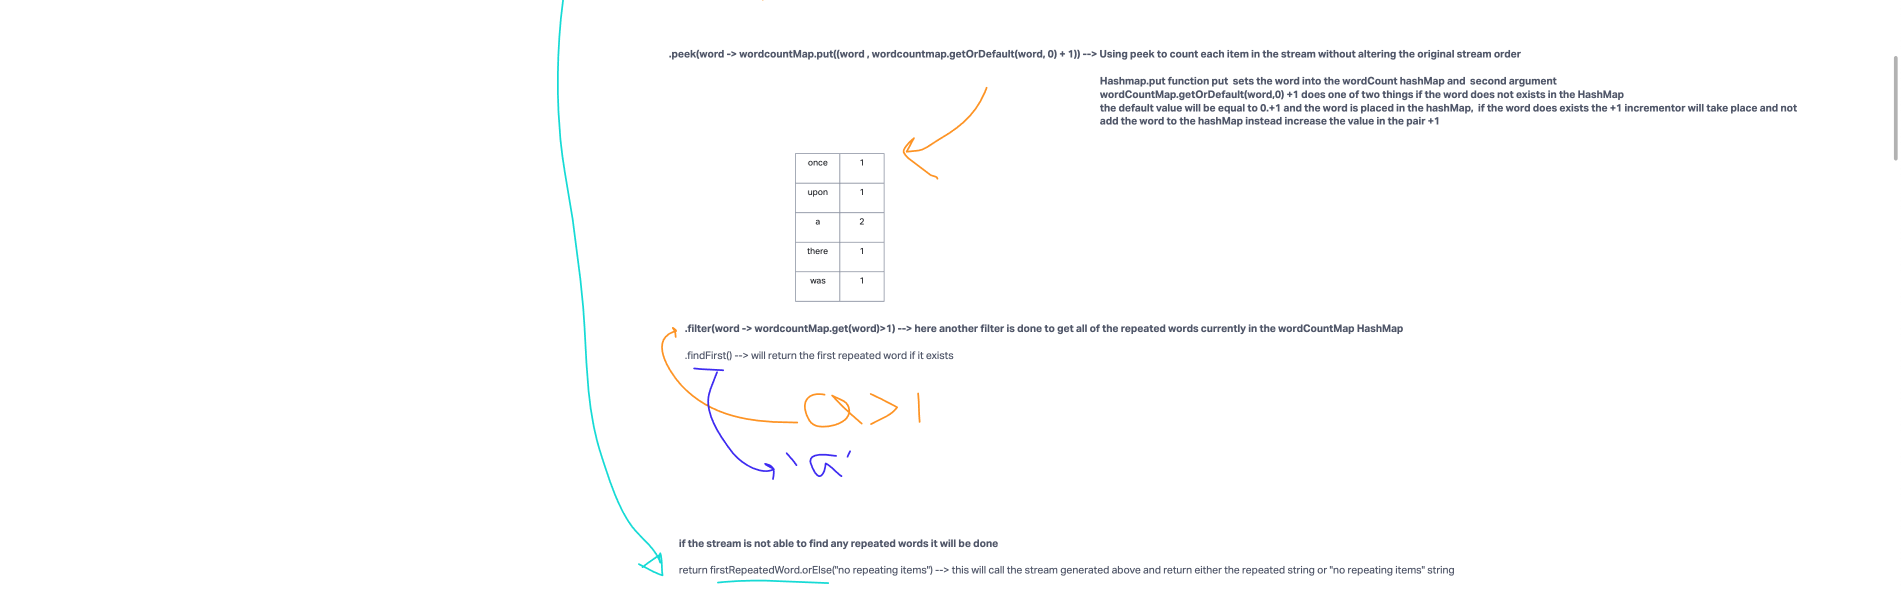 .peek(word -> wordcountMap.put((word , wordcountmap.getOrDefault(word, 0) + 1)) --> Using peek to count each item in the stream without altering the original stream order
Hashmap.put function put  sets the word into the wordCount hashMap and  second argument
wordCountMap.getOrDefault(word,0) +1 does one of two things if the word does not exists in the HashMap
the default value will be equal to 0.+1 and the word is placed in the hashMap,  if the word does exists the +1 incrementor will take place and not
add the word to the hashMap instead increase the value in the pair +1
once 1
upon 1
a 2
there 1
was 1
.filter(word -> wordcountMap.get(word)>1) --> here another filter is done to get all of the repeated words currently in the wordCountMap HashMap
.findFirst() --> will return the first repeated word if it exists
a > 1
'a'
if the stream is not able to find any repeated words it will be done
return firstRepeatedWord.orElse("no repeating items") --> this will call the stream generated above and return either the repeated string or "no repeating items" string